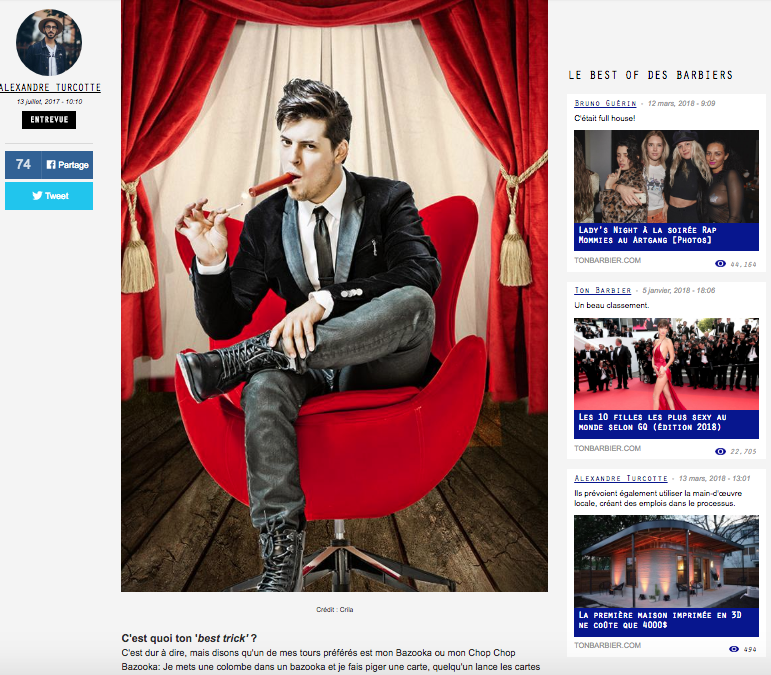 ALEXANDRE TURCOTTE
13 juillet, 2017 - 10:10
ENTREVUE
74 Partage
Tweet
Crédit : Crila
C'est quoi ton 'best trick' ?
C'est dur à dire, mais disons qu'un de mes tours préférés est mon Bazooka ou mon Chop Chop
Bazooka: Je mets une colombe dans un bazooka et je fais piger une carte, quelqu'un lance les cartes
LE BEST OF DES BARBIERS
BRUNO GUÉRIN - 12 mars, 2018 - 9:09
C'était full house!
LADY'S NIGHT À LA SOIRÉE RAP
MOMMIES AU ARTGANG [PHOTOS]
TONBARBIER.COM 44,164
TON BARBIER - 5 janvier, 2018 - 18:06
Un beau classement.
LES 10 FILLES LES PLUS SEXY AU
MONDE SELON GQ (ÉDITION 2018)
TONBARBIER.COM 22,705
ALEXANDRE TURCOTTE - 13 mars, 2018 - 13:01
Ils prévoient également utiliser la main-d'œuvre
locale, créant des emplois dans le processus.
LA PREMIÈRE MAISON IMPRIMÉE EN 3D
NE COÛTE QUE 4000$
TONBARBIER.COM 494